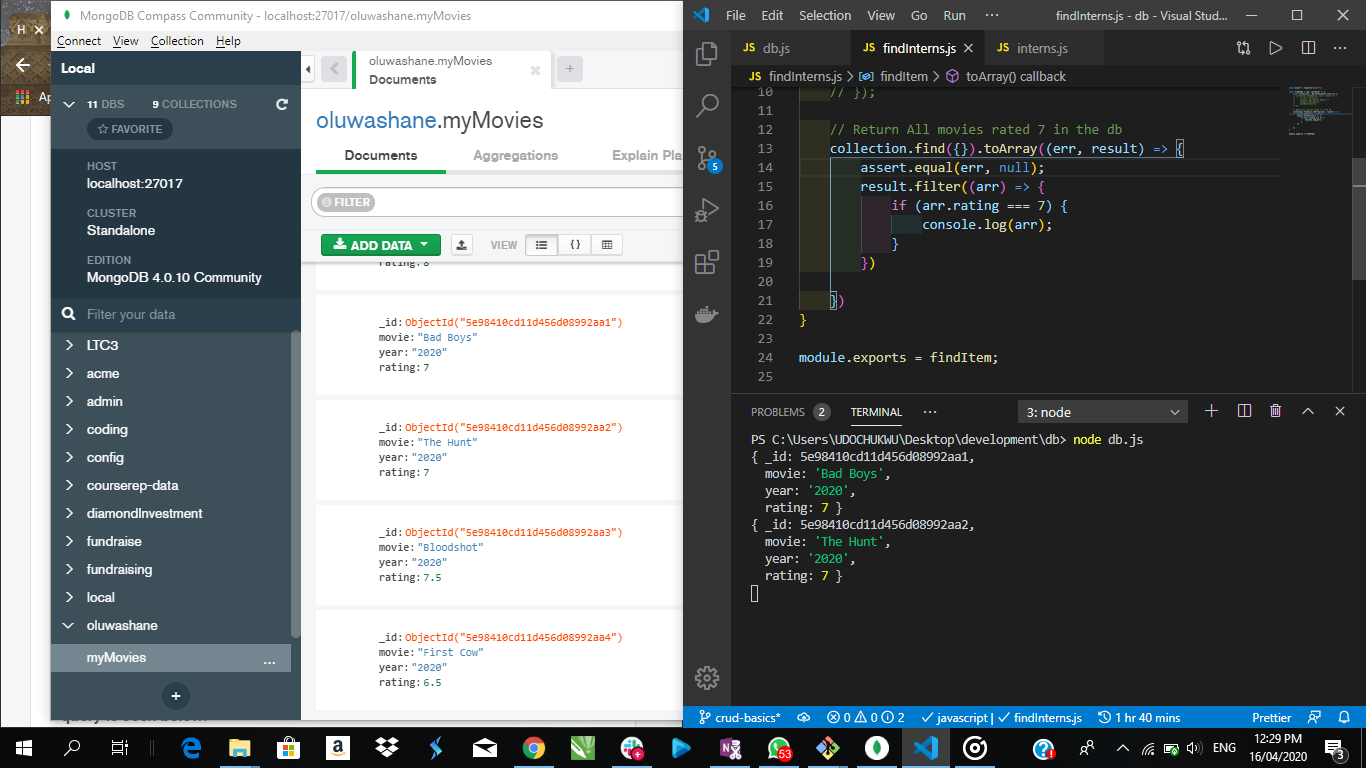 H
Ap
MongoDB Compass Community - localhost:27017/oluwashane.myMovies
Connect View Collection Help
Local
11 DBS 9 COLLECTIONS
FAVORITE
HOST
localhost:27017
CLUSTER
Standalone
EDITION
MongoDB 4.0.10 Community
Filter your data
LTC3
acme
admin
coding
config
courserep-data
diamondInvestment
fundraise
fundraising
local
oluwashane
myMovies ...
oluwashane.myMovies
Documents
oluwashane.myMovies
Documents Aggregations Explain Pla
FILTER
ADD DATA VIEW {}
rating: 8
_id: ObjectId("5e98410cd11d456d08992aa1")
movie: "Bad Boys"
year: "2020"
rating: 7
_id: ObjectId("5e98410cd11d456d08992aa2")
movie: "The Hunt"
year: "2020"
rating: 7
_id: ObjectId("5e98410cd11d456d08992aa3")
movie: "Bloodshot"
year: "2020"
rating: 7.5
_id: ObjectId("5e98410cd11d456d08992aa4")
movie: "First Cow"
year: "2020"
rating: 6.5
File Edit Selection View Go Run ... findInterns.js - db - Visual Stud...
JS db.js JS findInterns.js JS interns.js
JS findInterns.js > findItem > toArray() callback
10 // });
11
12 // Return All movies rated 7 in the db
13 collection.find({}).toArray((err, result) => {
14 assert.equal(err, null);
15 result.filter((arr) => {
16 if (arr.rating === 7) {
17 console.log(arr);
18 }
19 })
20
21 })
22 }
23
24 module.exports = findItem;
25
5
PROBLEMS 2 TERMINAL ... 3: node
PS C:\Users\UDOCHUKWU\Desktop\development\db> node db.js
{ _id: 5e98410cd11d456d08992aa1,
movie: 'Bad Boys',
year: '2020',
rating: 7 }
{ _id: 5e98410cd11d456d08992aa2,
movie: 'The Hunt',
year: '2020',
rating: 7 }
crud-basics* 0 0 2 javascript | findInterns.js 1 hr 40 mins Prettier
53 ENG 12:29 PM
16/04/2020 3